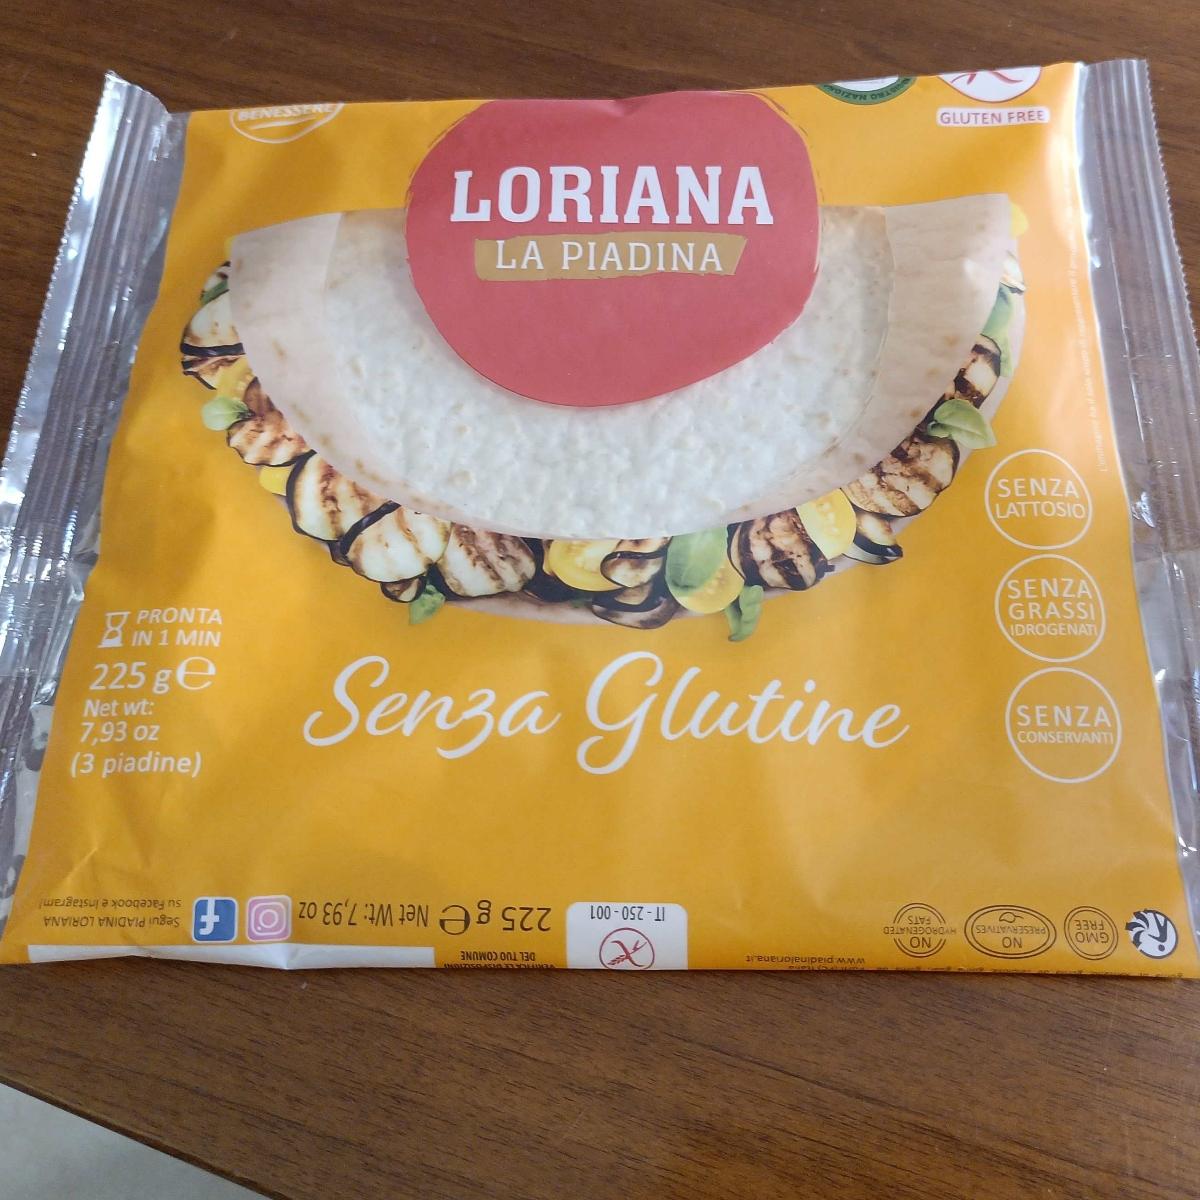 BENESSERE
GLUTEN FREE
LORIANA
LA PIADINA
SENZA
LATTOSIO
SENZA
GRASSI
IDROGENATI
SENZA
CONSERVANTI
PRONTA
IN 1 MIN
225 g e
Net wt:
7,93 oz
(3 piadine)
Senza Glutine
Segui PIADINA LORIANA
su Facebook e Instagram!
225 g e Net Wt: 7,93 oz
DEL TUO COMUNE
IT - 250 - 001
www.piadinaloriana.it
NO
HYDROGENATED
FATS
NO
PRESERVATIVES
GMO
FREE